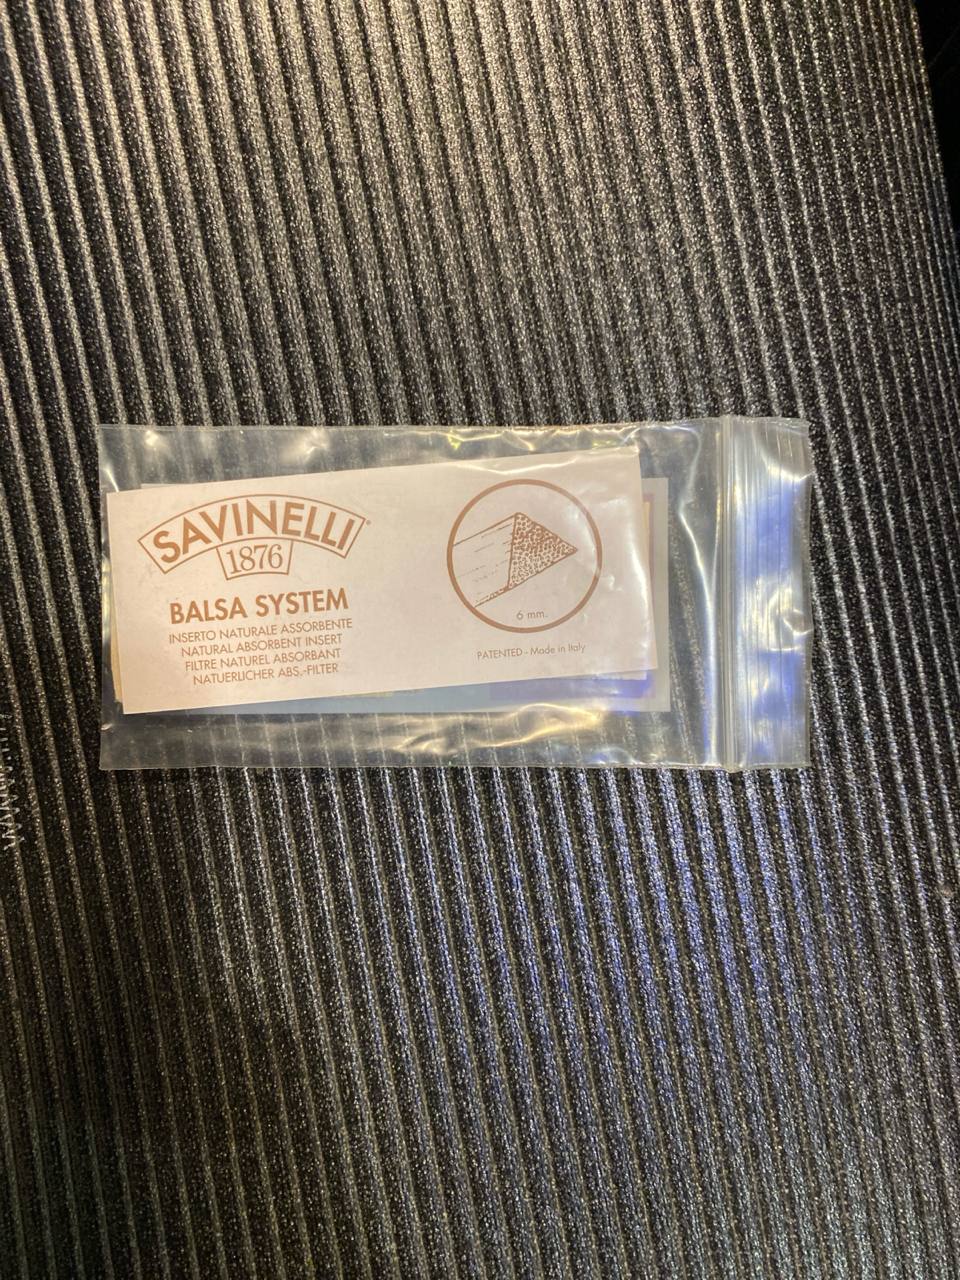 SAVINELLI®
1876
BALSA SYSTEM
INSERTO NATURALE ASSORBENTE
NATURAL ABSORBENT INSERT
FILTRE NATUREL ABSORBANT
NATUERLICHER ABS.-FILTER
6 mm.
PATENTED - Made in Italy